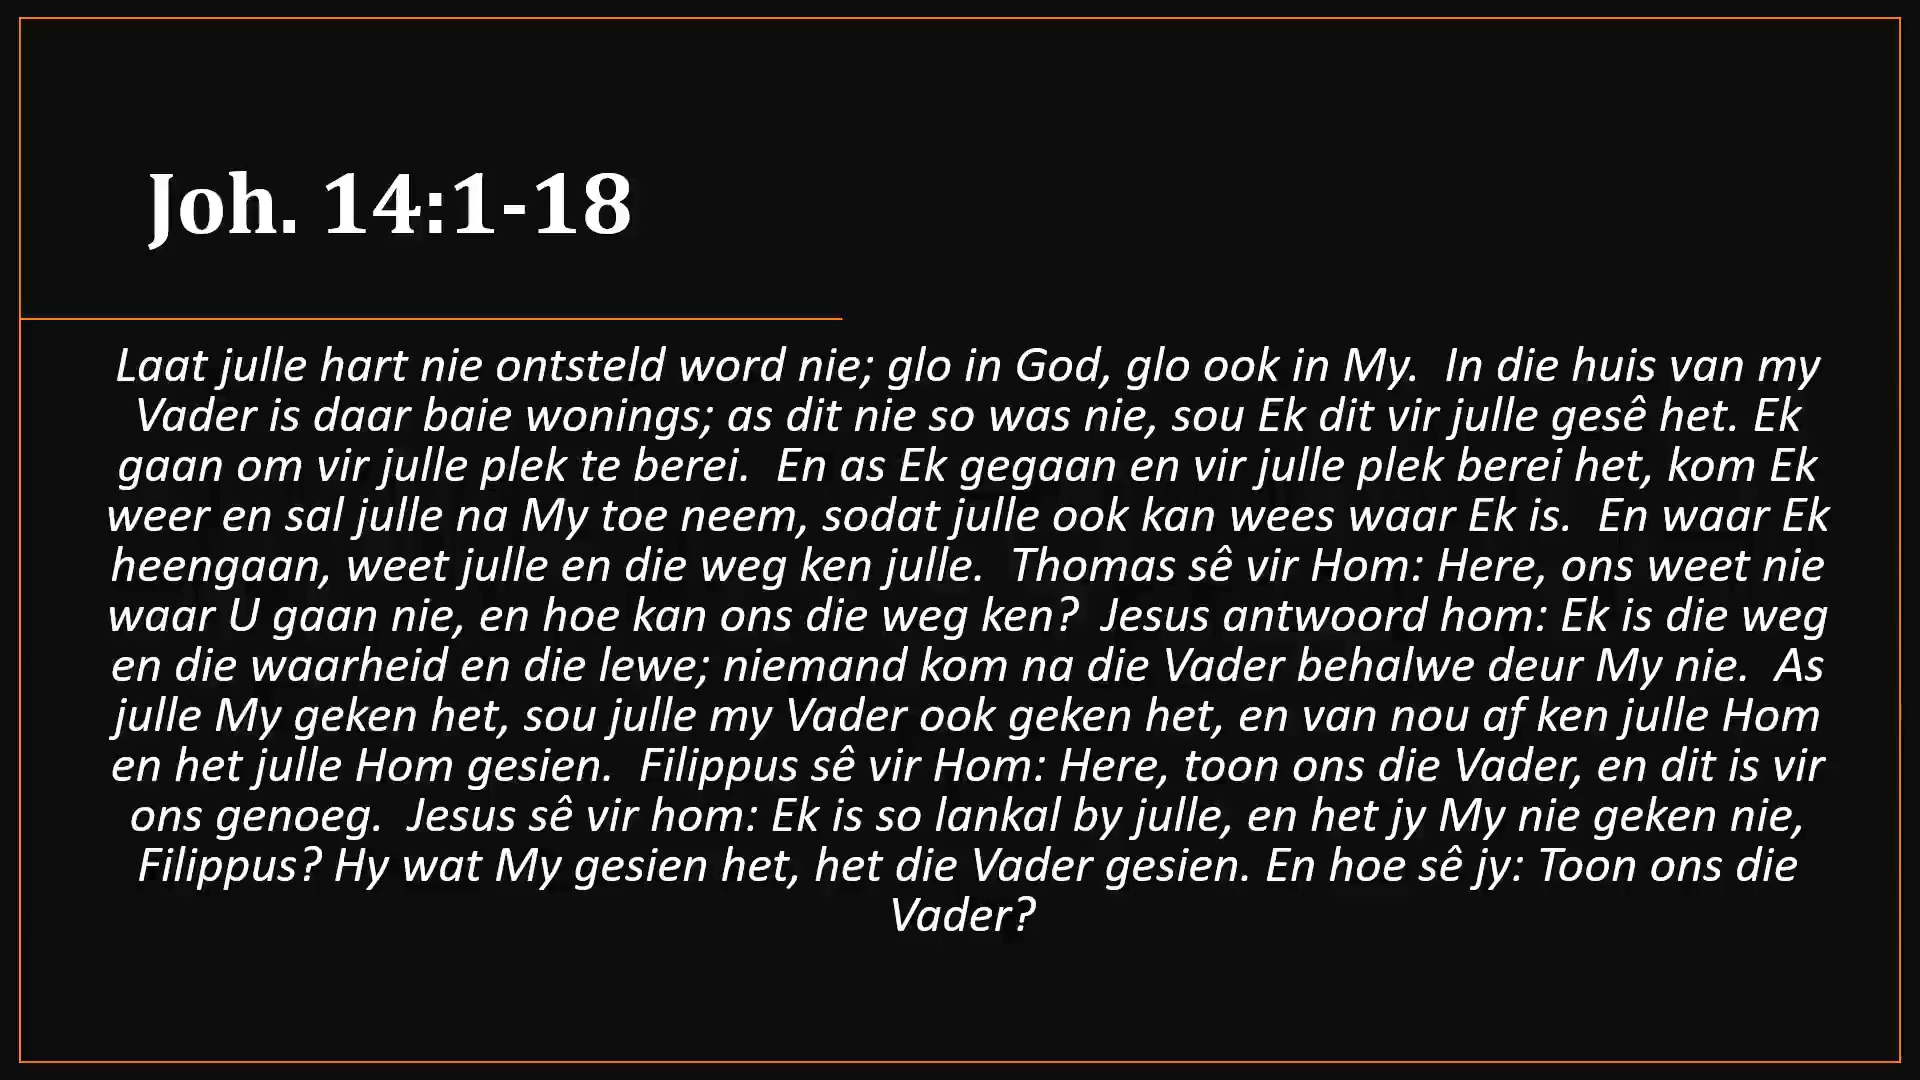 Joh. 14:1-18
Laat julle hart nie ontsteld word nie; glo in God, glo ook in My.  In die huis van my
Vader is daar baie wonings; as dit nie so was nie, sou Ek dit vir julle gesê het. Ek
gaan om vir julle plek te berei.  En as Ek gegaan en vir julle plek berei het, kom Ek
weer en sal julle na My toe neem, sodat julle ook kan wees waar Ek is.  En waar Ek
heengaan, weet julle en die weg ken julle.  Thomas sê vir Hom: Here, ons weet nie
waar U gaan nie, en hoe kan ons die weg ken?  Jesus antwoord hom: Ek is die weg
en die waarheid en die lewe; niemand kom na die Vader behalwe deur My nie.  As
julle My geken het, sou julle my Vader ook geken het, en van nou af ken julle Hom
en het julle Hom gesien.  Filippus sê vir Hom: Here, toon ons die Vader, en dit is vir
ons genoeg.  Jesus sê vir hom: Ek is so lankal by julle, en het jy My nie geken nie,
Filippus? Hy wat My gesien het, het die Vader gesien. En hoe sê jy: Toon ons die
Vader?